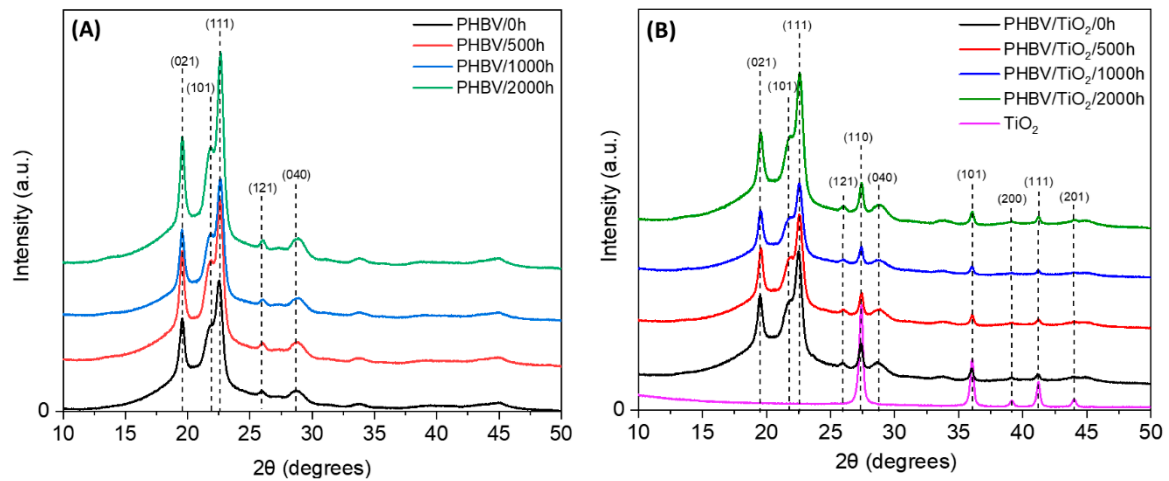 (A)
PHBV/0h
PHBV/500h
PHBV/1000h
PHBV/2000h
(111)
(021)
(101)
(121)
(040)
Intensity (a.u.)
0
10 15 20 25 30 35 40 45 50
2θ (degrees)
(B)
PHBV/TiO₂/0h
PHBV/TiO₂/500h
PHBV/TiO₂/1000h
PHBV/TiO₂/2000h
TiO₂
(111)
(021)
(101)
(110)
(121)
(040)
(101)
(200)
(111)
(201)
Intensity (a.u.)
0
10 15 20 25 30 35 40 45 50
2θ (degrees)